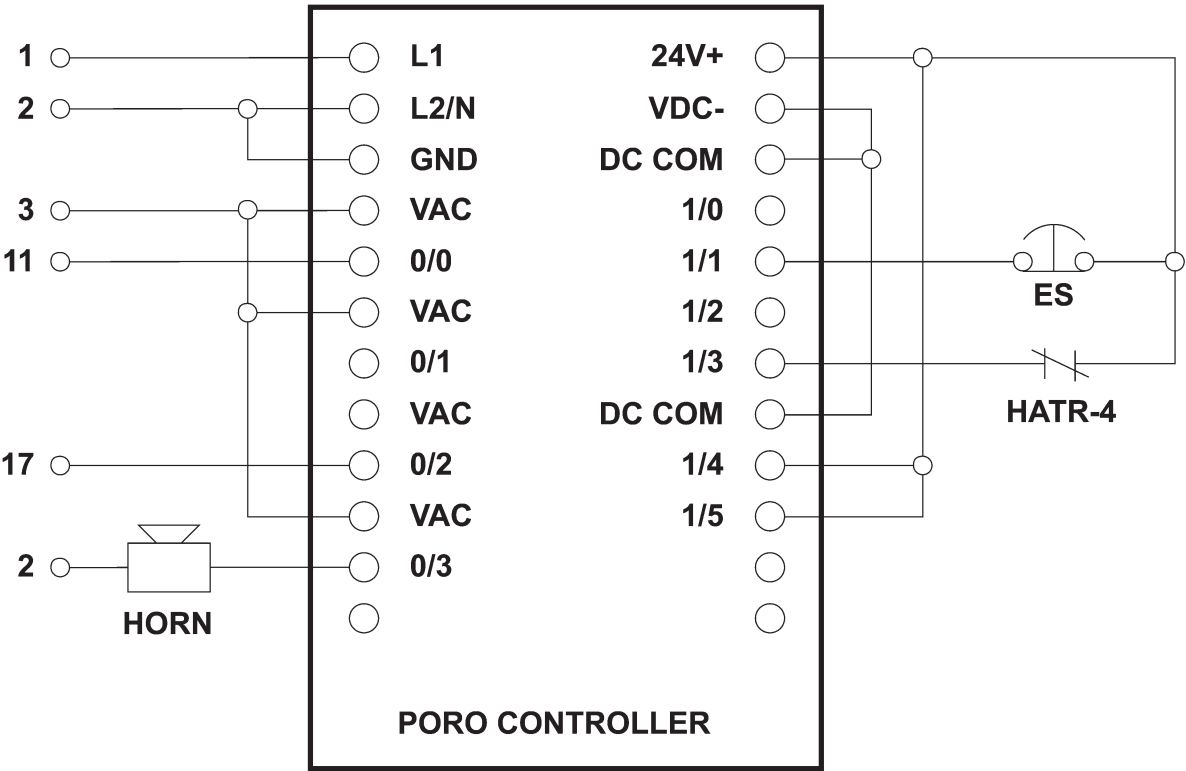 1 L1 24V+
2 L2/N VDC-
GND DC COM
3 VAC 1/0
11 0/0 1/1
ES
VAC 1/2
0/1 1/3
HATR-4
VAC DC COM
17 0/2 1/4
VAC 1/5
2 0/3
HORN
PORO CONTROLLER